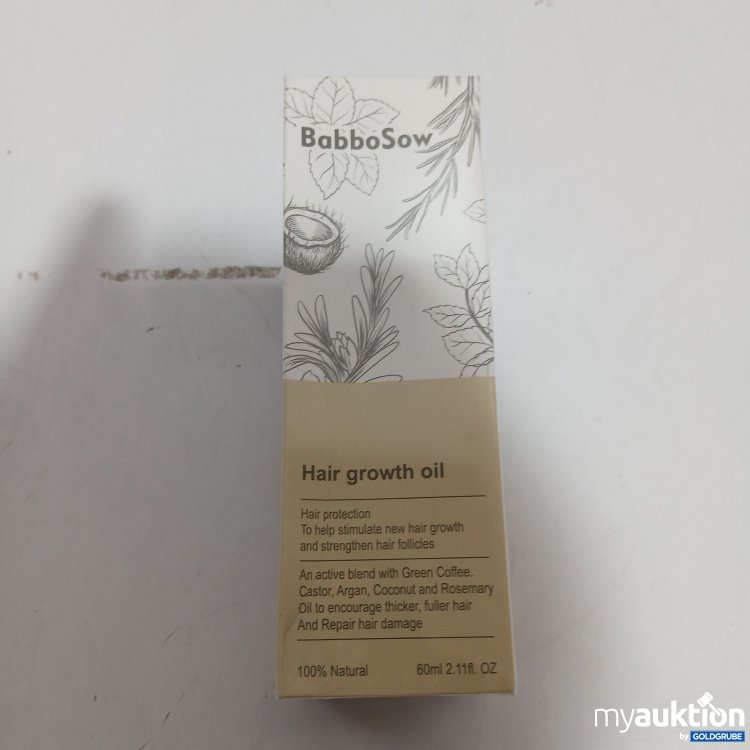 BabboSow
Hair growth oil
Hair protection
To help stimulate new hair growth
and strengthen hair follicles
An active blend with Green Coffee.
Castor, Argan, Coconut and Rosemary
Oil to encourage thicker, fuller hair
And Repair hair damage
100% Natural 60ml 2.11fl. OZ
myauktion
by GOLDGRUBE